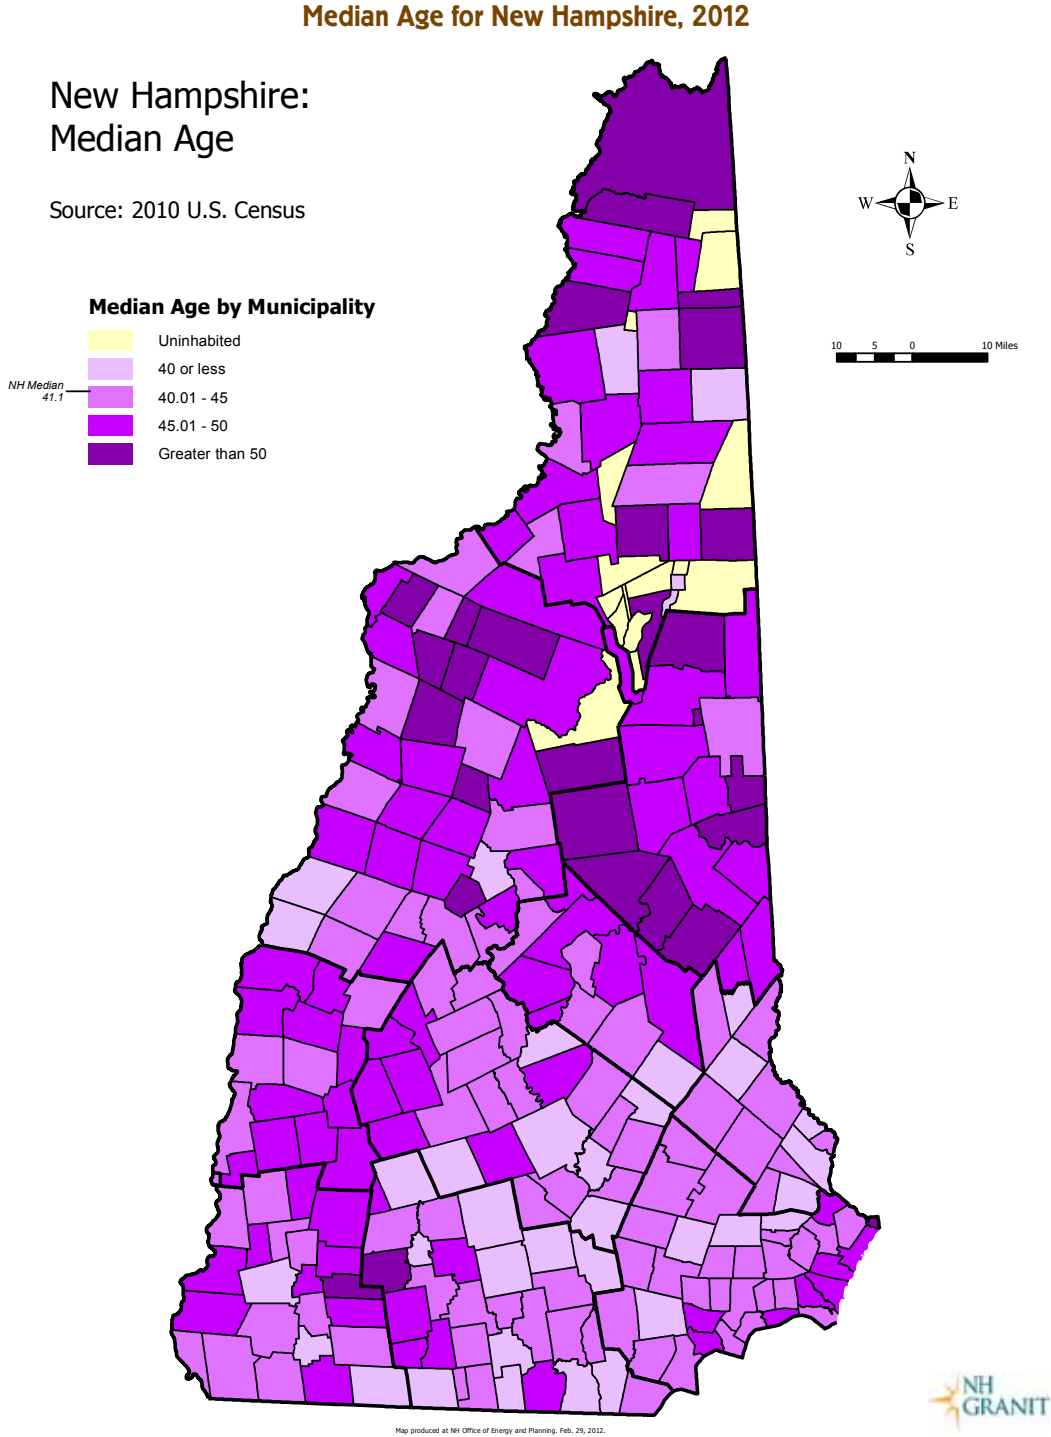 Median Age for New Hampshire, 2012
New Hampshire:
Median Age
Source: 2010 U.S. Census
N
W
E
S
Median Age by Municipality
Uninhabited
40 or less
NH Median
41.1
40.01 - 45
45.01 - 50
Greater than 50
10 5 0 10 Miles
NH
GRANIT
Map produced at NH Office of Energy and Planning. Feb. 29, 2012.